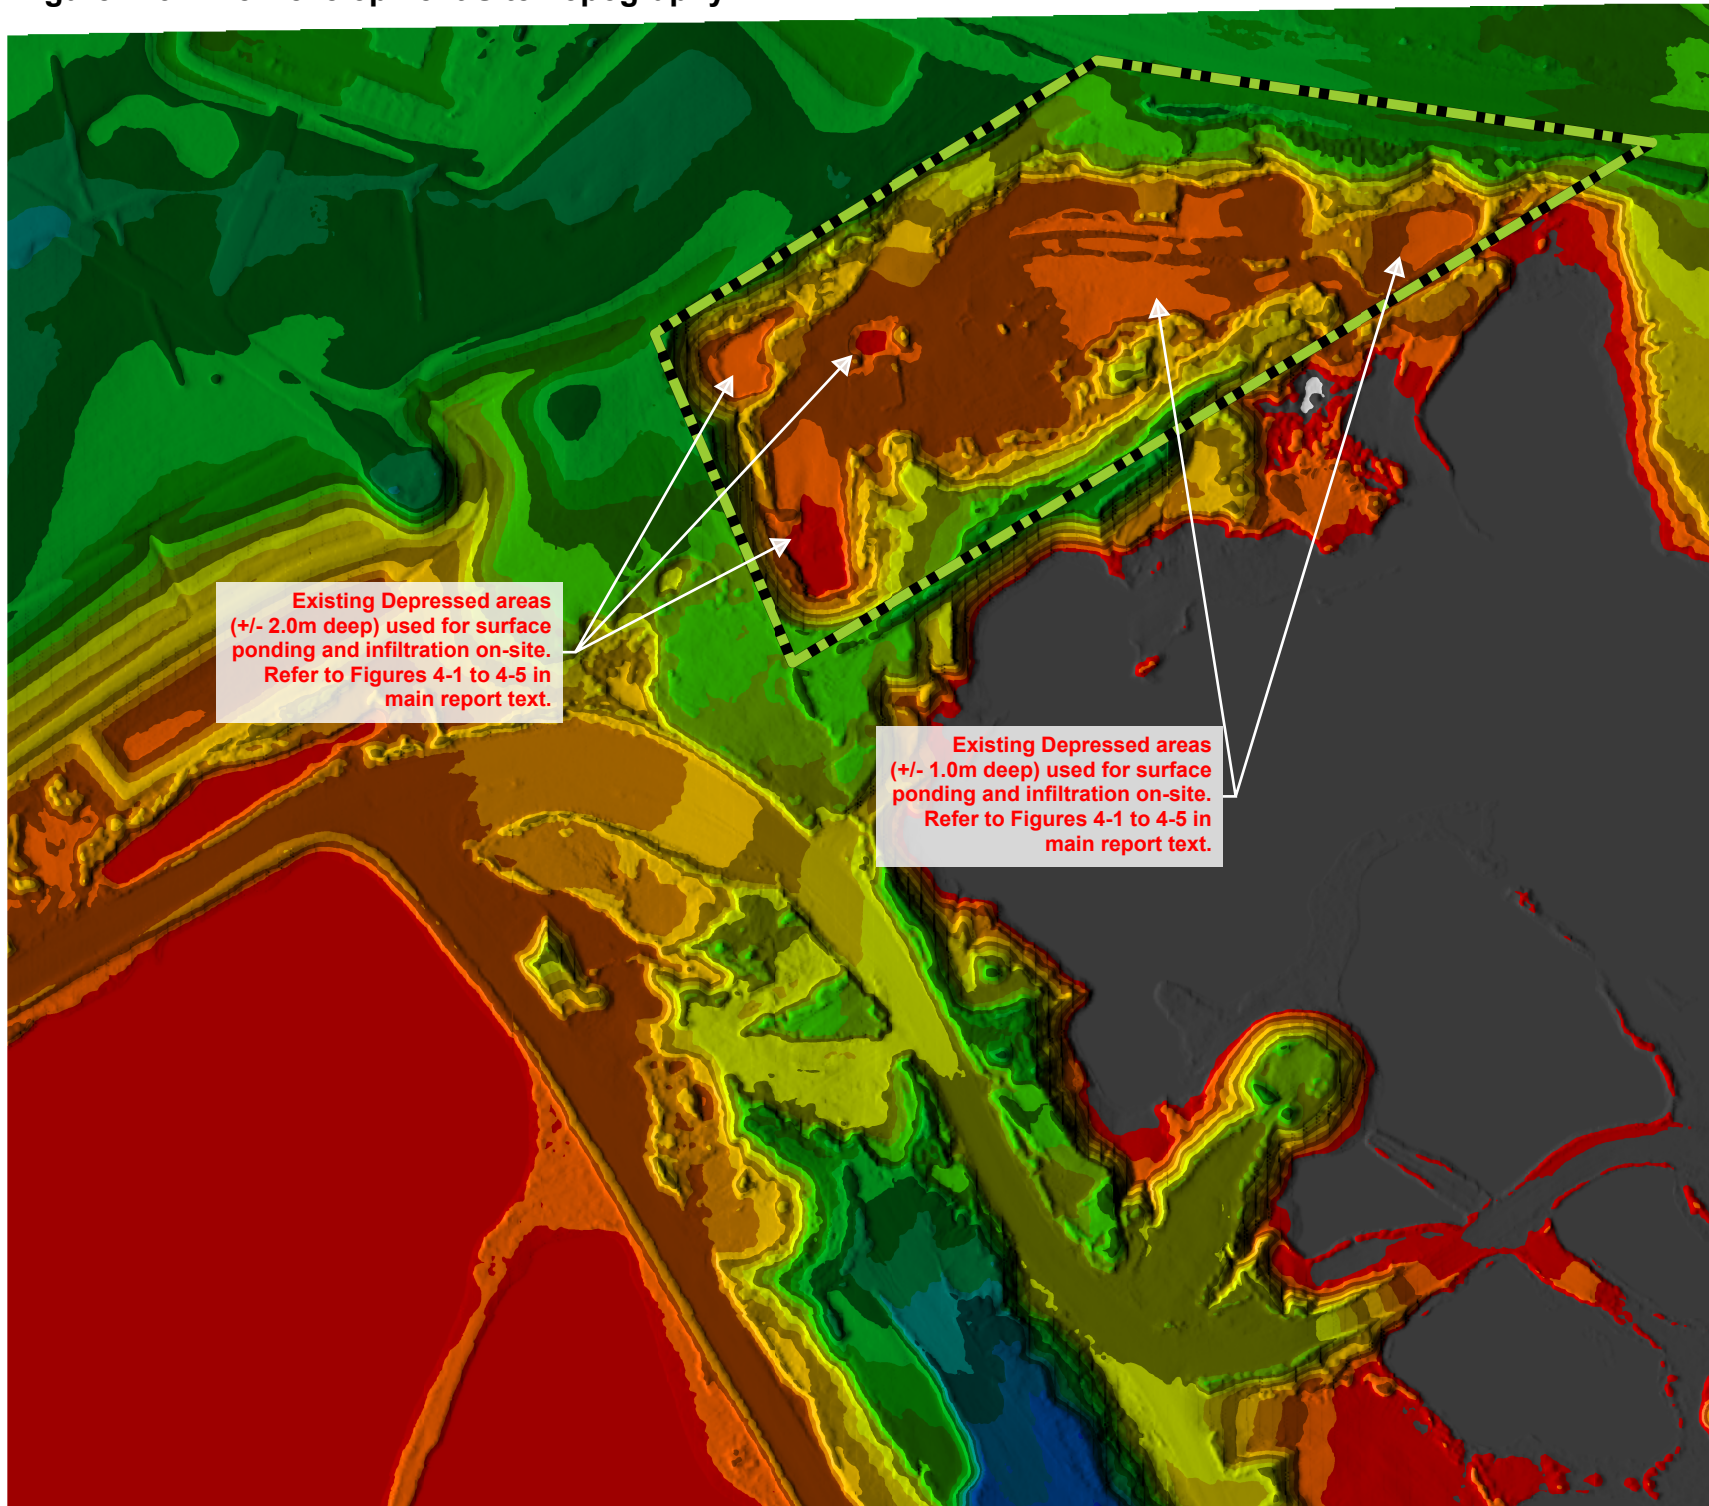 Topography
Existing Depressed areas
(+/- 2.0m deep) used for surface
ponding and infiltration on-site.
Refer to Figures 4-1 to 4-5 in
main report text.
Existing Depressed areas
(+/- 1.0m deep) used for surface
ponding and infiltration on-site.
Refer to Figures 4-1 to 4-5 in
main report text.